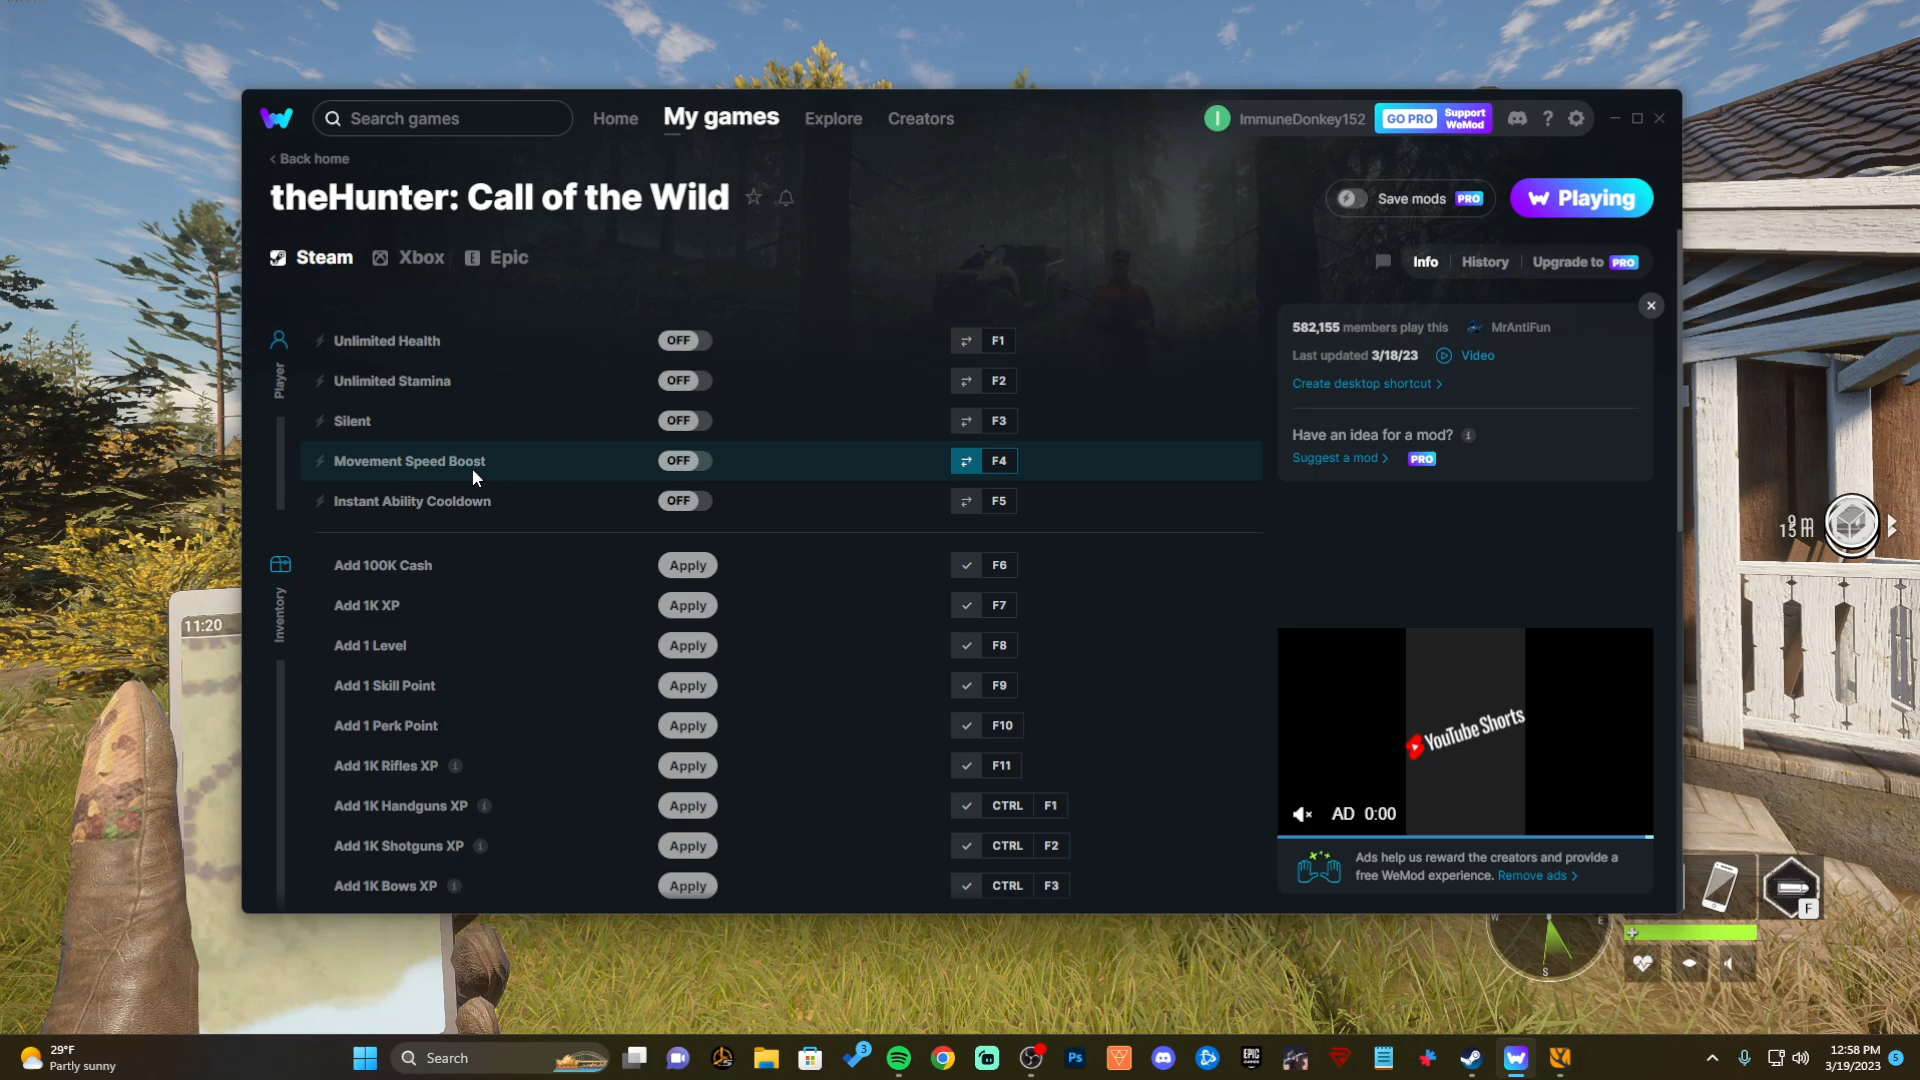 Search games
Home
My games
Explore
Creators
I
ImmuneDonkey152
GO PRO
Support
WeMod
?
< Back home
theHunter: Call of the Wild
Save mods PRO
Playing
Steam
Xbox
Epic
Info
History
Upgrade to PRO
Player
Unlimited Health OFF F1
Unlimited Stamina OFF F2
Silent OFF F3
Movement Speed Boost OFF F4
Instant Ability Cooldown OFF F5
Inventory
Add 100K Cash Apply F6
Add 1K XP Apply F7
Add 1 Level Apply F8
Add 1 Skill Point Apply F9
Add 1 Perk Point Apply F10
Add 1K Rifles XP Apply F11
Add 1K Handguns XP Apply CTRL F1
Add 1K Shotguns XP Apply CTRL F2
Add 1K Bows XP Apply CTRL F3
582,155 members play this MrAntiFun
Last updated 3/18/23 Video
Create desktop shortcut >
Have an idea for a mod?
Suggest a mod > PRO
YouTube Shorts
AD 0:00
Ads help us reward the creators and provide a
free WeMod experience. Remove ads >
11:20
F
W
E
S
29°F
Partly sunny
Search
3
Ps
EPIC
GAMES
12:58 PM
3/19/2023
5